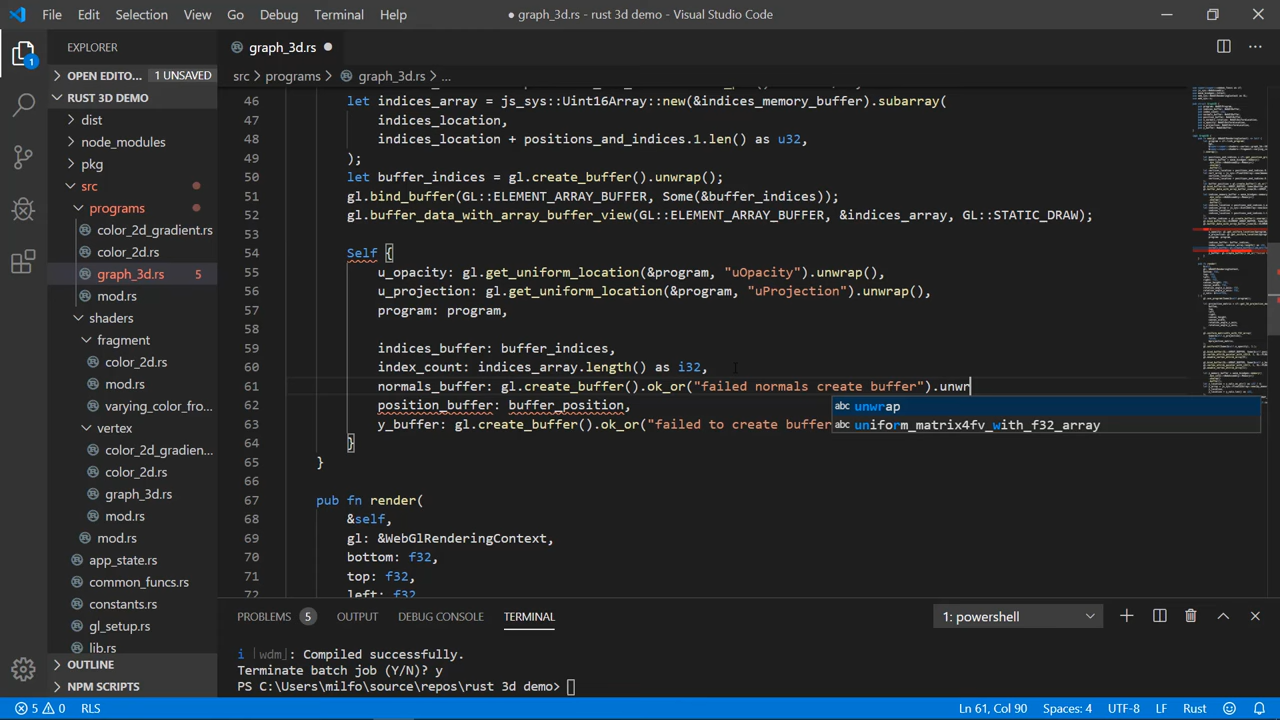 File Edit Selection View Go Debug Terminal Help
● graph_3d.rs - rust 3d demo - Visual Studio Code
EXPLORER
graph_3d.rs ●
OPEN EDITO... 1 UNSAVED
src › programs › graph_3d.rs › ...
RUST 3D DEMO
46 let indices_array = js_sys::Uint16Array::new(&indices_memory_buffer).subarray(
dist
47 indices_location,
node_modules
48 indices_location + positions_and_indices.1.len() as u32,
pkg
49 );
src
50 let buffer_indices = gl.create_buffer().unwrap();
programs
51 gl.bind_buffer(GL::ELEMENT_ARRAY_BUFFER, Some(&buffer_indices));
color_2d_gradient.rs
52 gl.buffer_data_with_array_buffer_view(GL::ELEMENT_ARRAY_BUFFER, &indices_array, GL::STATIC_DRAW);
color_2d.rs
53
54 Self {
graph_3d.rs 5
55 u_opacity: gl.get_uniform_location(&program, "uOpacity").unwrap(),
mod.rs
56 u_projection: gl.get_uniform_location(&program, "uProjection").unwrap(),
shaders
57 program: program,
58
fragment
59 indices_buffer: buffer_indices,
color_2d.rs
60 index_count: indices_array.length() as i32,
mod.rs
61 normals_buffer: gl.create_buffer().ok_or("failed normals create buffer").unwr
varying_color_from...
62 position_buffer: buffer_position,
abc unwrap
vertex
63 y_buffer: gl.create_buffer().ok_or("failed to create buffer
abc uniform_matrix4fv_with_f32_array
color_2d_gradien...
64 }
65 }
color_2d.rs
66
graph_3d.rs
67 pub fn render(
mod.rs
68 &self,
mod.rs
69 gl: &WebGlRenderingContext,
app_state.rs
70 bottom: f32,
common_funcs.rs
71 top: f32,
constants.rs
72 left: f32,
gl_setup.rs
PROBLEMS 5 OUTPUT DEBUG CONSOLE TERMINAL 1: powershell
lib.rs
i ｢wdm｣: Compiled successfully.
OUTLINE
Terminate batch job (Y/N)? y
NPM SCRIPTS
PS C:\Users\milfo\source\repos\rust 3d demo>
5 0 RLS Ln 61, Col 90 Spaces: 4 UTF-8 LF Rust